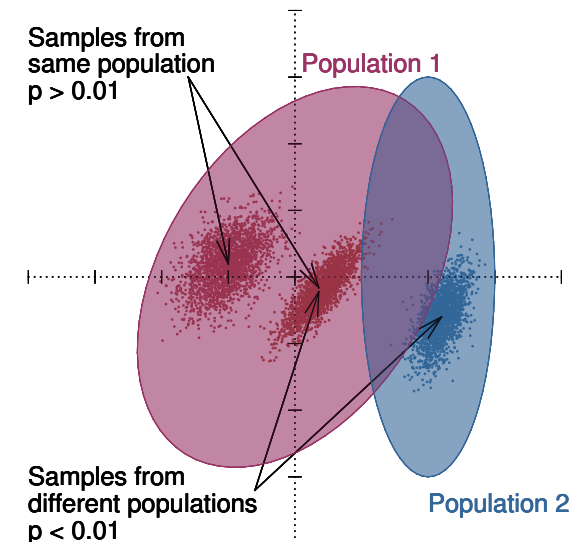 Samples from
same population
p > 0.01
Population 1
Samples from
different populations
p < 0.01
Population 2